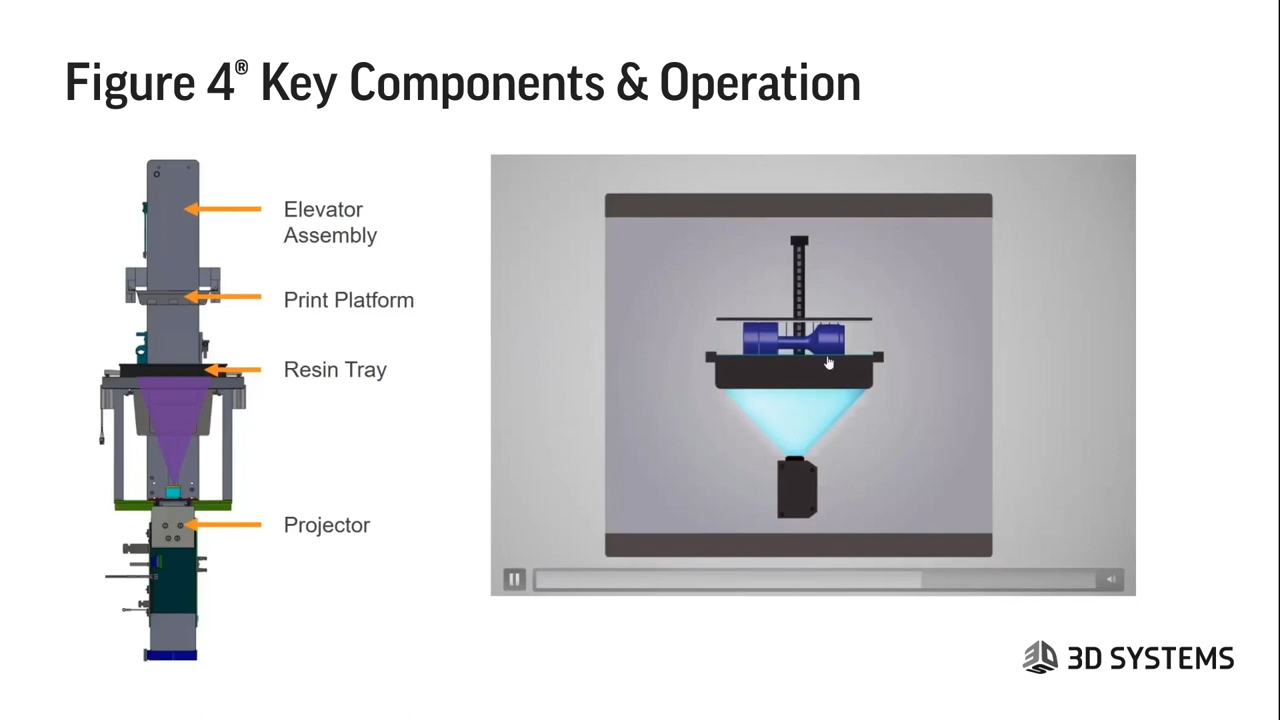 Figure 4® Key Components & Operation
Elevator
Assembly
Print Platform
Resin Tray
Projector
3D SYSTEMS